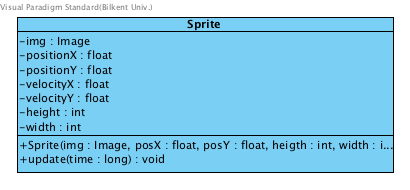 Visual Paradigm Standard(Bilkent Univ.)
Sprite
-img : Image
-positionX : float
-positionY : float
-velocityX : float
-velocityY : float
-height : int
-width : int
+Sprite(img : Image, posX : float, posY : float, heigth : int, width : i...
+update(time : long) : void